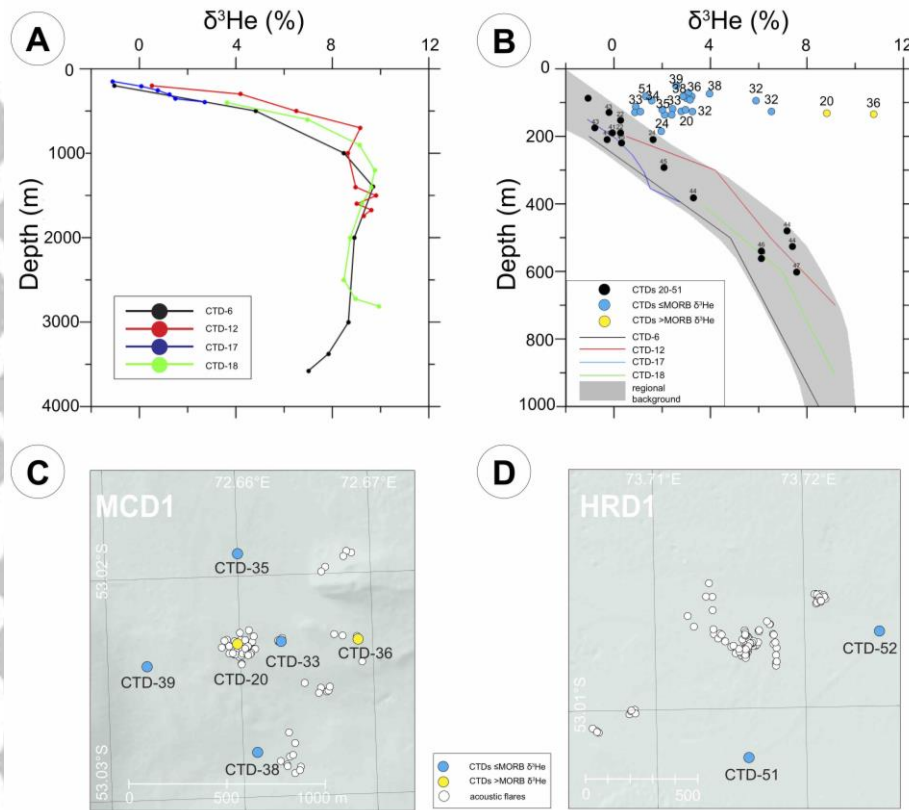 A
δ³He (%)
0
4
8
12
0
1000
2000
3000
4000
Depth (m)
CTD-6
CTD-12
CTD-17
CTD-18
B
δ³He (%)
0
4
8
12
0
200
400
600
800
1000
Depth (m)
39
51
34
36
38
33
35
33
32
32
32
20
36
24
20
43
43
24
45
44
44
44
46
47
CTDs 20-51
CTDs ≤MORB δ³He
CTDs >MORB δ³He
CTD-6
CTD-12
CTD-17
CTD-18
regional
background
C
MCD1
72.66°E
72.67°E
53.02°S
53.03°S
CTD-35
CTD-33
CTD-36
CTD-39
CTD-20
CTD-38
0 500 1000 m
CTDs ≤MORB δ³He
CTDs >MORB δ³He
acoustic flares
D
HRD1
73.71°E
73.72°E
53.01°S
CTD-52
CTD-51
0 500